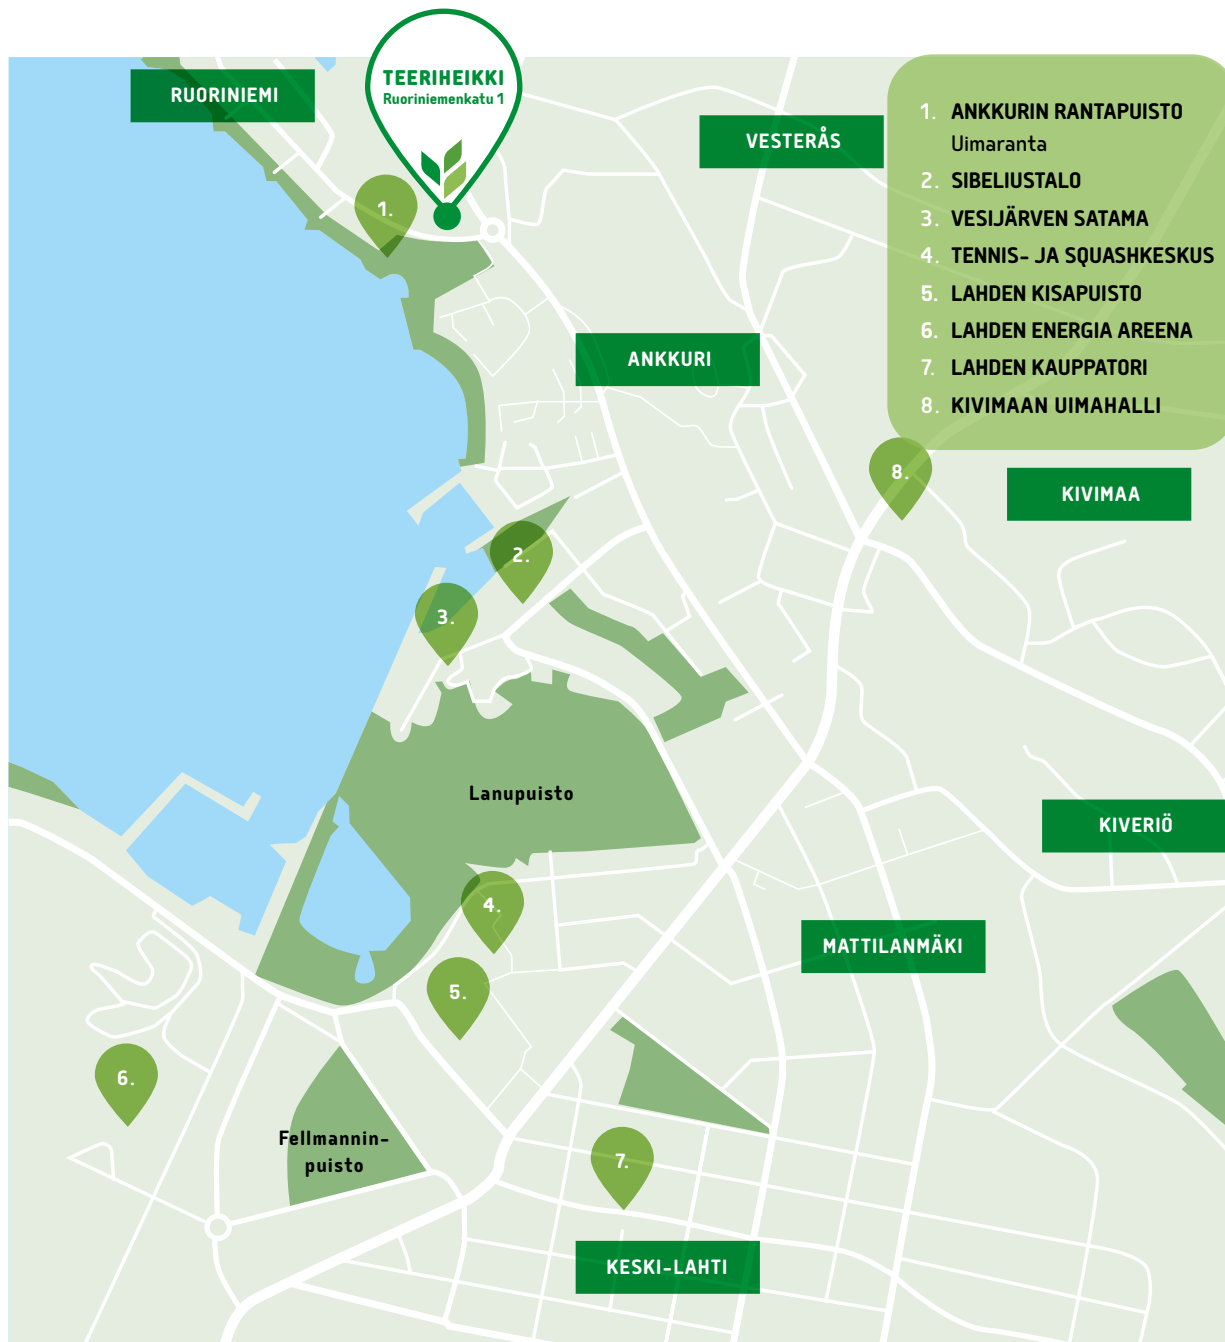 TEERIHEIKKI
Ruoriniemenkatu 1
RUORINIEMI
VESTERÅS
1. ANKKURIN RANTAPUISTO
Uimaranta
2. SIBELIUSTALO
3. VESIJÄRVEN SATAMA
4. TENNIS- JA SQUASHKESKUS
5. LAHDEN KISAPUISTO
6. LAHDEN ENERGIA AREENA
7. LAHDEN KAUPPATORI
8. KIVIMAAN UIMAHALLI
1.
ANKKURI
8.
KIVIMAA
2.
3.
Lanupuisto
KIVERIÖ
4.
MATTILANMÄKI
5.
6.
Fellmannin-
puisto
7.
KESKI-LAHTI